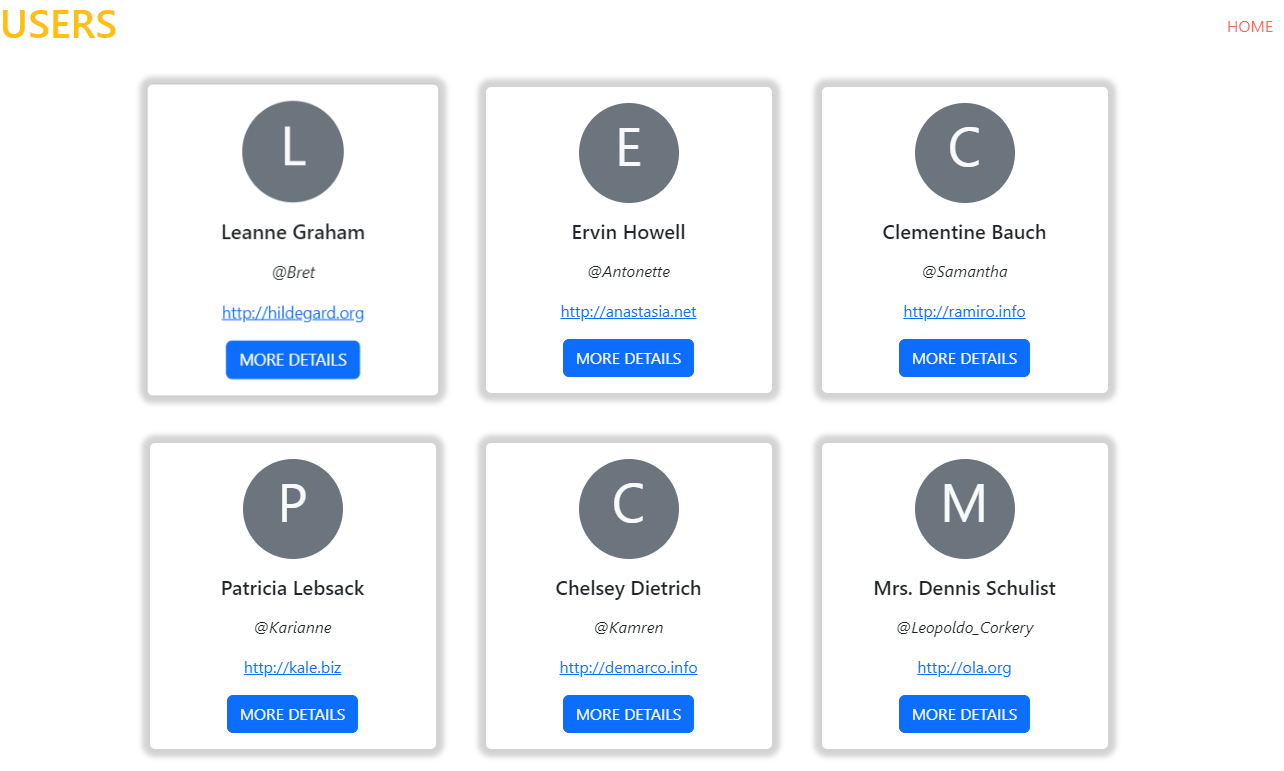 USERS
HOME
L
Leanne Graham
@Bret
http://hildegard.org
MORE DETAILS
E
Ervin Howell
@Antonette
http://anastasia.net
MORE DETAILS
C
Clementine Bauch
@Samantha
http://ramiro.info
MORE DETAILS
P
Patricia Lebsack
@Karianne
http://kale.biz
MORE DETAILS
C
Chelsey Dietrich
@Kamren
http://demarco.info
MORE DETAILS
M
Mrs. Dennis Schulist
@Leopoldo_Corkery
http://ola.org
MORE DETAILS